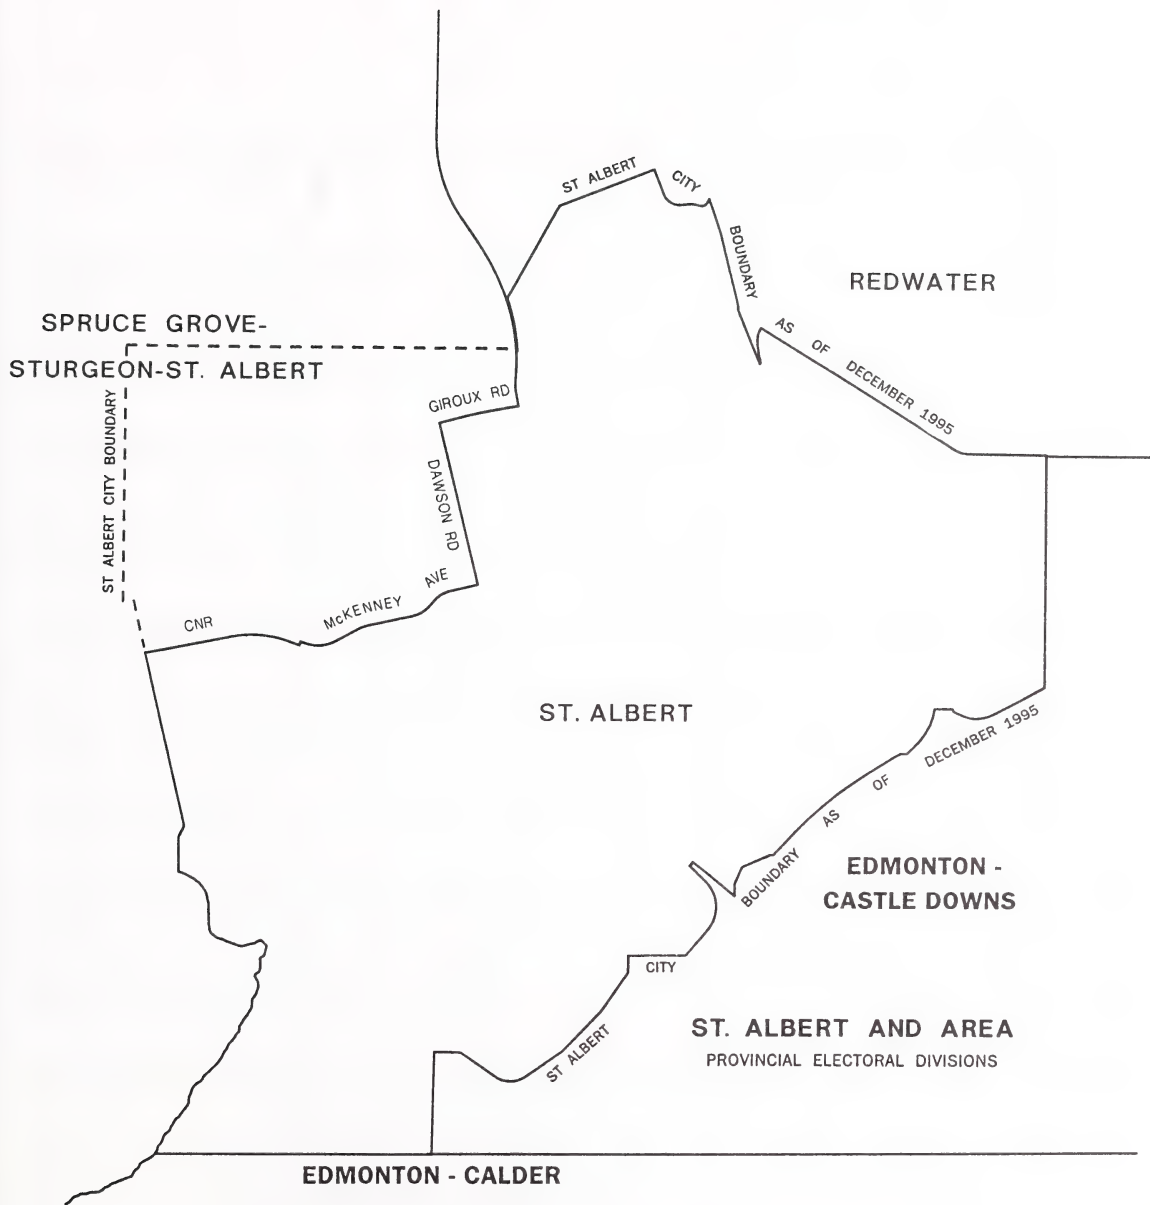 ST ALBERT CITY BOUNDARY AS OF DECEMBER 1995
REDWATER
SPRUCE GROVE-
STURGEON-ST. ALBERT
ST ALBERT CITY BOUNDARY
GIROUX RD
DAWSON RD
CNR
McKENNEY AVE
ST. ALBERT
ST ALBERT CITY BOUNDARY AS OF DECEMBER 1995
EDMONTON -
CASTLE DOWNS
ST. ALBERT AND AREA
PROVINCIAL ELECTORAL DIVISIONS
EDMONTON - CALDER